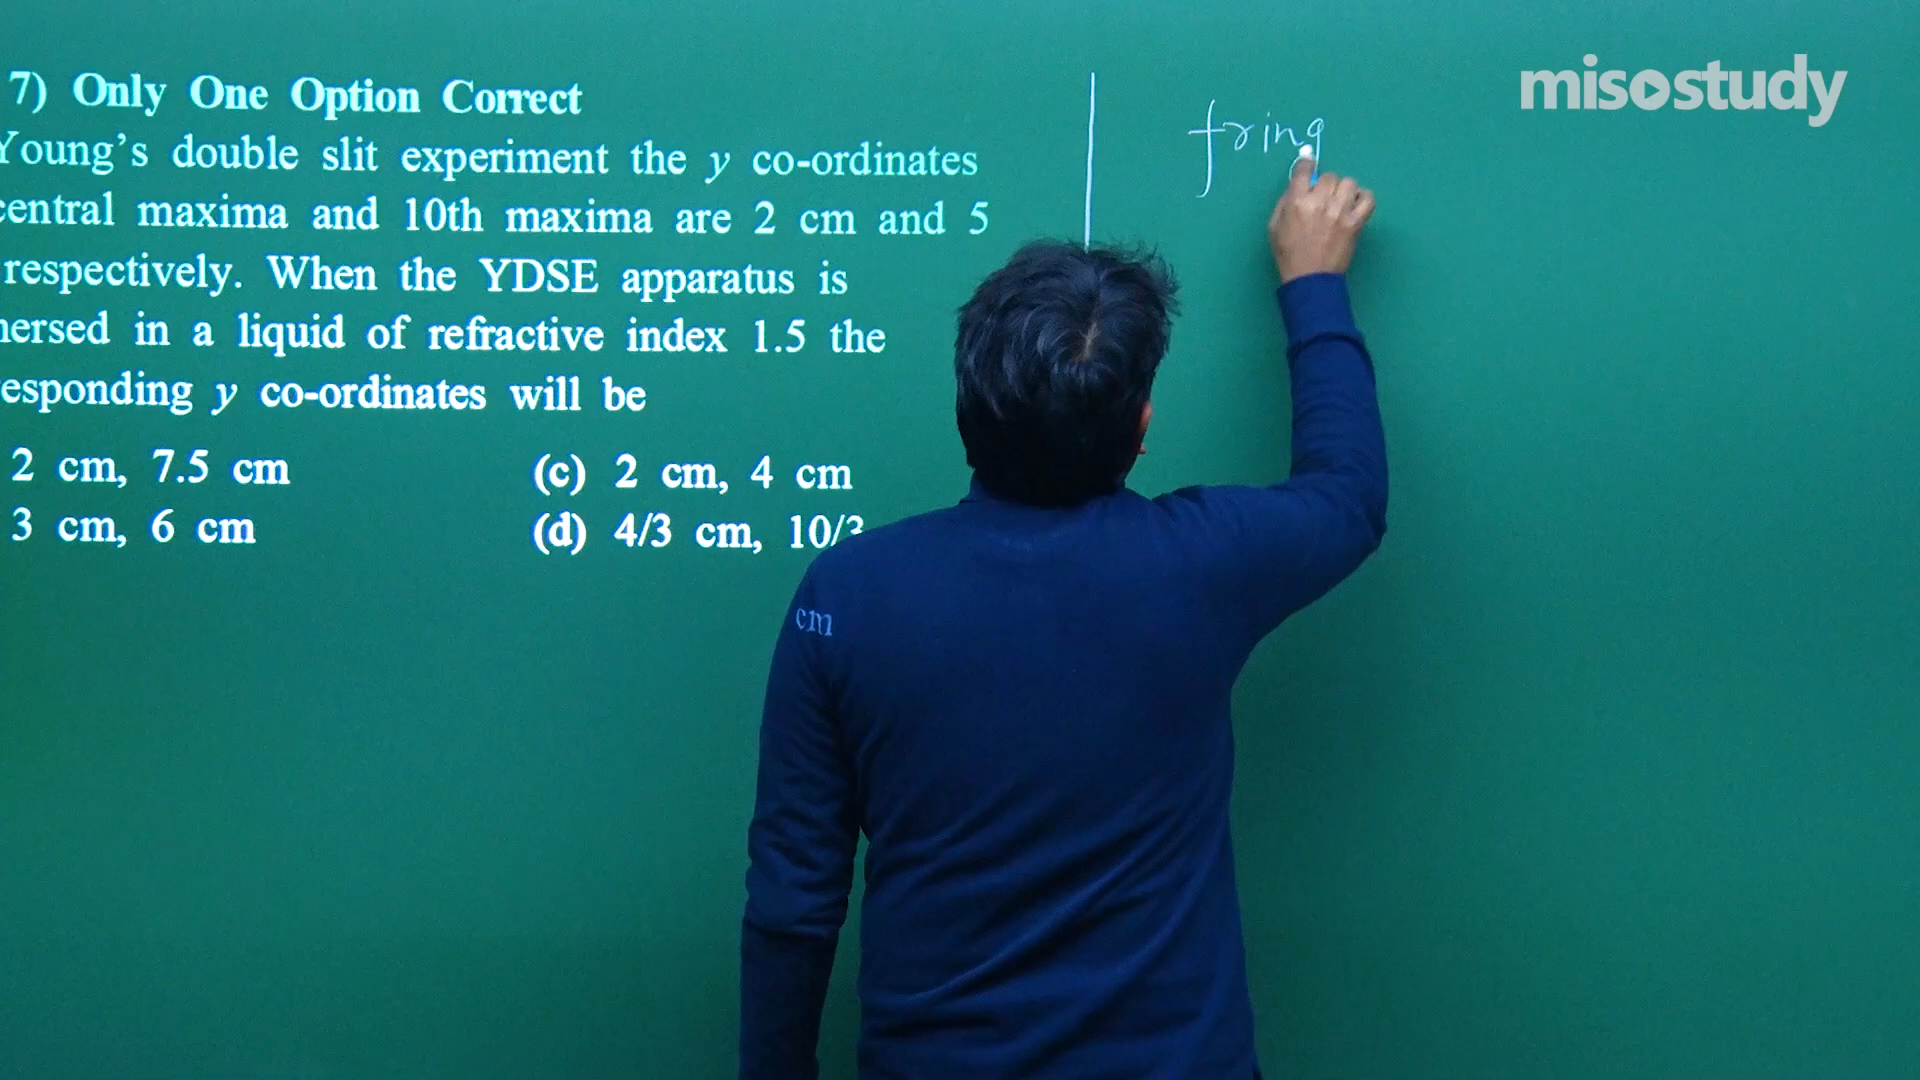 7) Only One Option Correct
Young's double slit experiment the y co-ordinates
central maxima and 10th maxima are 2 cm and 5
respectively. When the YDSE apparatus is
mersed in a liquid of refractive index 1.5 the
responding y co-ordinates will be
2 cm, 7.5 cm (c) 2 cm, 4 cm
3 cm, 6 cm (d) 4/3 cm, 10/3
cm
fring
misostudy